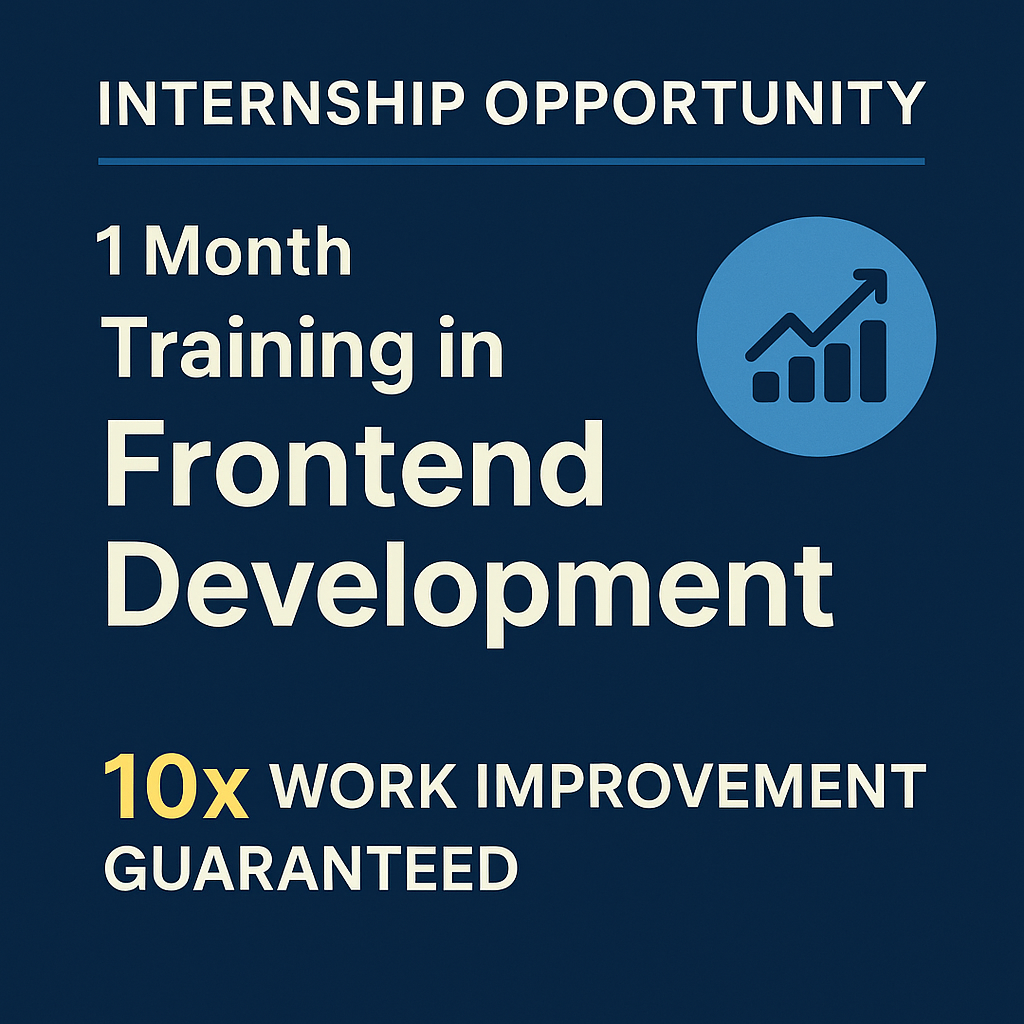 INTERNSHIP OPPORTUNITY
1 Month
Training in
Frontend
Development
10x WORK IMPROVEMENT
GUARANTEED